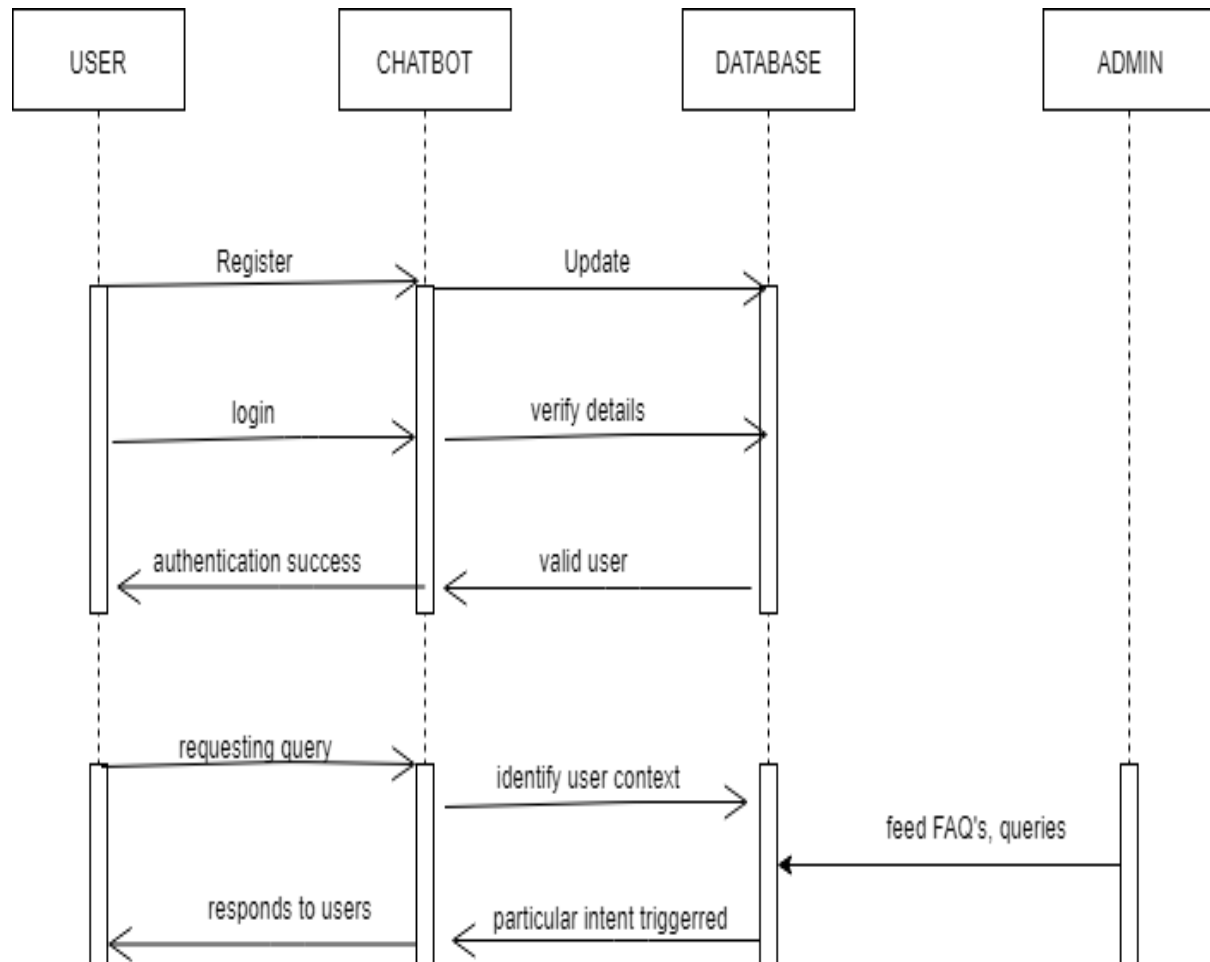 USER
CHATBOT
DATABASE
ADMIN
Register
Update
login
verify details
authentication success
valid user
requesting query
identify user context
feed FAQ's, queries
responds to users
particular intent triggerred